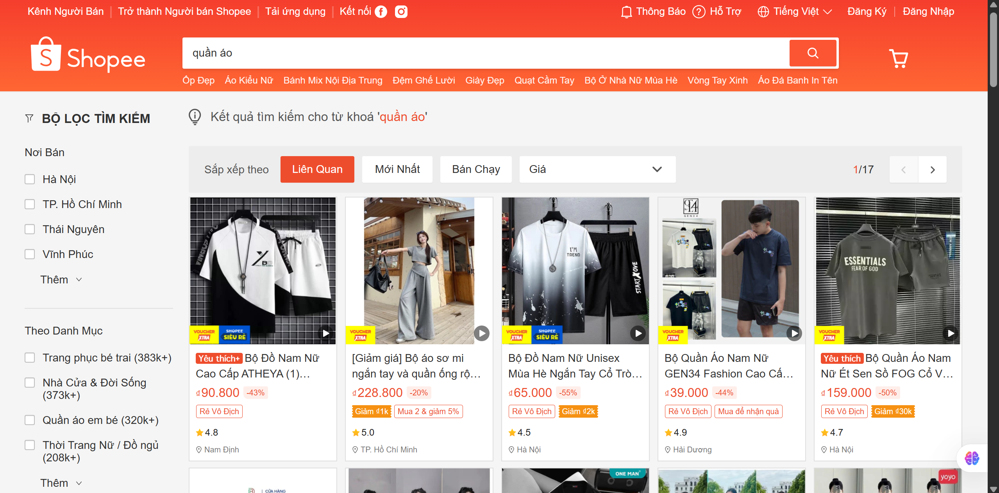 Kênh Người Bán
Trở thành Người bán Shopee
Tải ứng dụng
Kết nối
Thông Báo
Hỗ Trợ
Tiếng Việt
Đăng Ký
Đăng Nhập
Shopee
quần áo
Ốp Đẹp Áo Kiểu Nữ Bánh Mix Nội Địa Trung Đệm Ghế Lười Giày Đẹp Quạt Cầm Tay Bộ Ở Nhà Nữ Mùa Hè Vòng Tay Xinh Áo Đá Banh In Tên
BỘ LỌC TÌM KIẾM
Nơi Bán
Hà Nội
TP. Hồ Chí Minh
Thái Nguyên
Vĩnh Phúc
Thêm
Theo Danh Mục
Trang phục bé trai (383k+)
Nhà Cửa & Đời Sống
(373k+)
Quần áo em bé (320k+)
Thời Trang Nữ / Đồ ngủ
(208k+)
Thêm
Kết quả tìm kiếm cho từ khoá 'quần áo'
Sắp xếp theo
Liên Quan
Mới Nhất
Bán Chạy
Giá
1/17
VOUCHER
XTRA
SHOPEE
SIÊU RẺ
Yêu thích+ Bộ Đồ Nam Nữ
Cao Cấp ATHEYA (1)...
₫90.800 -43%
Rẻ Vô Địch
4.8
Nam Định
VOUCHER
XTRA
[Giảm giá] Bộ áo sơ mi
ngắn tay và quần ống rộ...
₫228.800 -20%
Giảm ₫1k Mua 2 & giảm 5%
5.0
TP. Hồ Chí Minh
I'M
TREND
START XOVE
VOUCHER
XTRA
SHOPEE
SIÊU RẺ
Bộ Đồ Nam Nữ Unisex
Mùa Hè Ngắn Tay Cổ Trò...
₫65.000 -55%
Rẻ Vô Địch Giảm ₫2k
4.5
Hà Nội
GEN34
VOUCHER
XTRA
Bộ Quần Áo Nam Nữ
GEN34 Fashion Cao Cấ...
₫39.000 -44%
Rẻ Vô Địch Mua để nhận quà
4.9
Hải Dương
ESSENTIALS
FEAR OF GOD
ESSENTIALS
NEW ARRIVAL
VOUCHER
XTRA
Yêu thích Bộ Quần Áo Nam
Nữ Ét Sen Sồ FOG Cổ V...
₫159.000 -50%
Rẻ Vô Địch Giảm ₫30k
4.7
Hà Nội
CỬA HÀNG
ONE MAN
yoyo